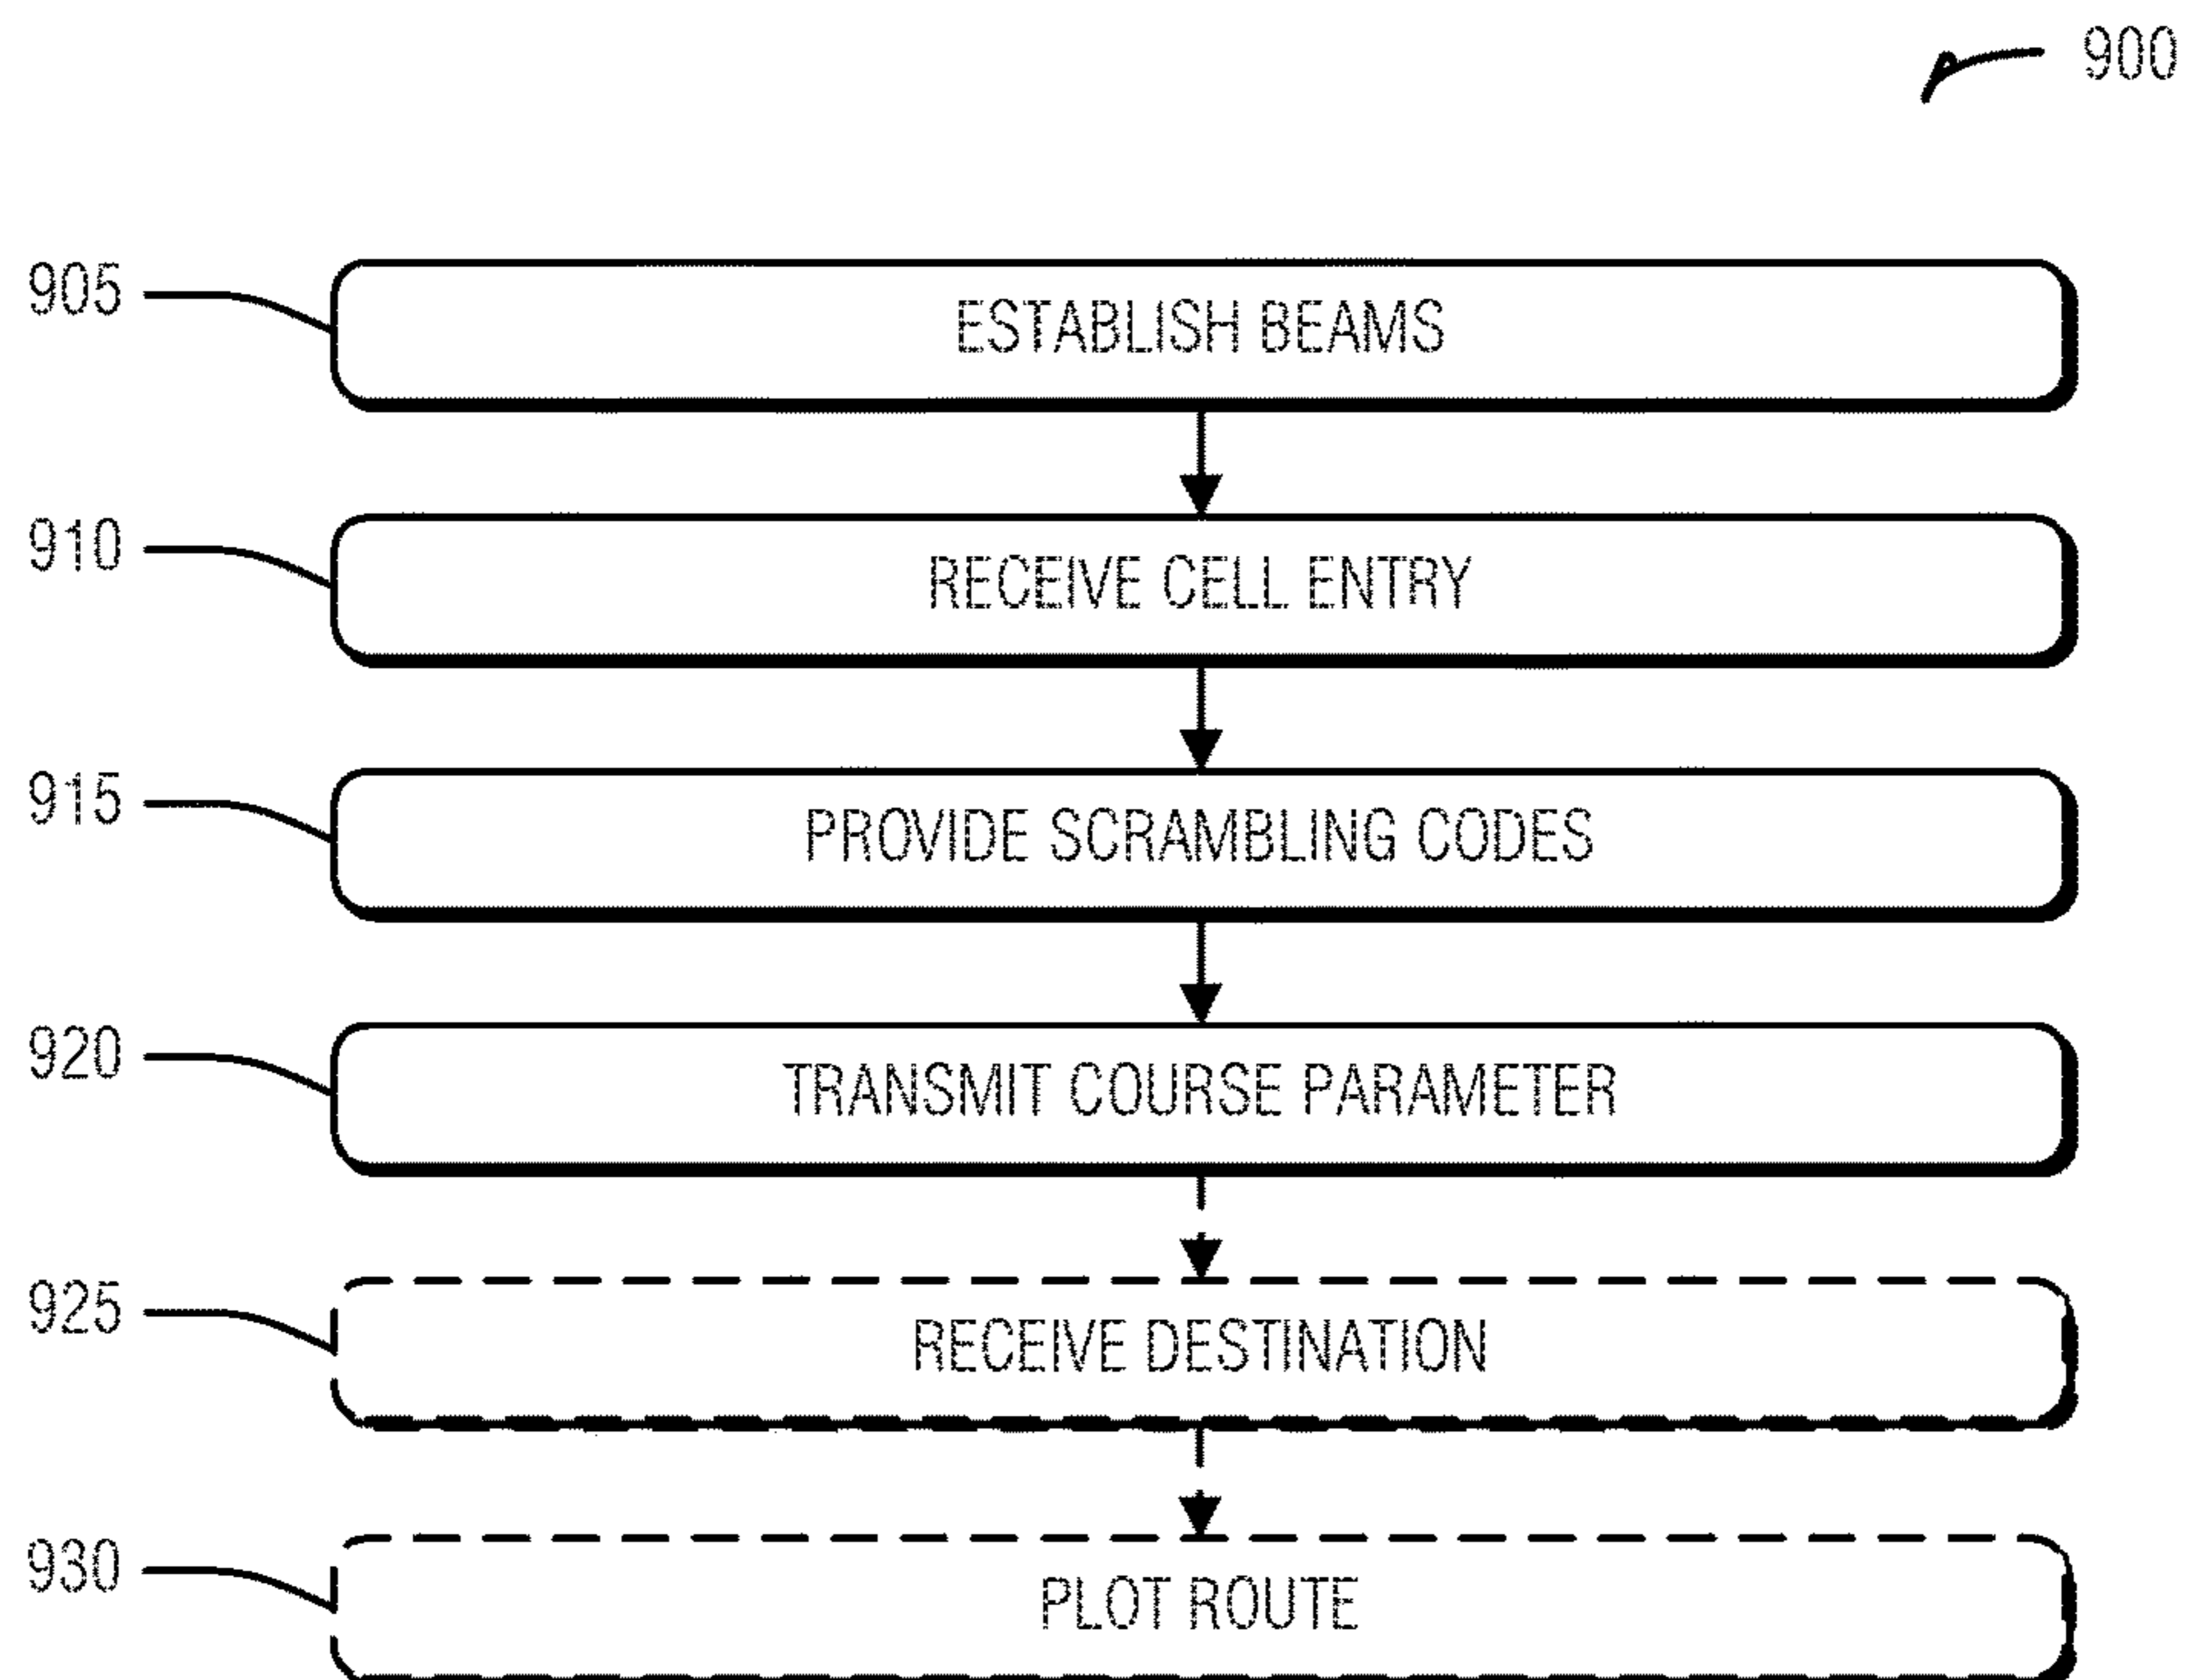 900
905 ESTABLISH BEAMS
910 RECEIVE CELL ENTRY
915 PROVIDE SCRAMBLING CODES
920 TRANSMIT COURSE PARAMETER
925 RECEIVE DESTINATION
930 PLOT ROUTE